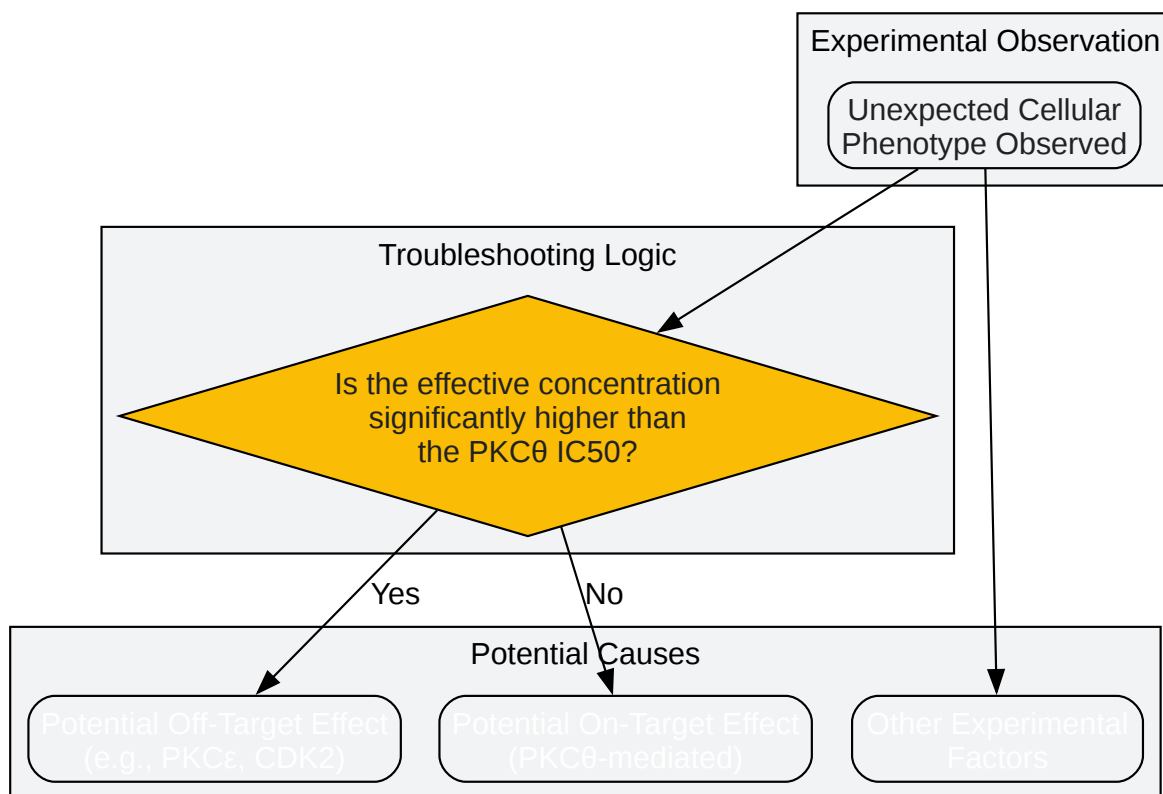 Experimental Observation
Unexpected Cellular
Phenotype Observed
Troubleshooting Logic
Is the effective concentration
significantly higher than
the PKCθ IC50?
Yes
No
Potential Causes
Potential Off-Target Effect
(e.g., PKCε, CDK2)
Potential On-Target Effect
(PKCθ-mediated)
Other Experimental
Factors